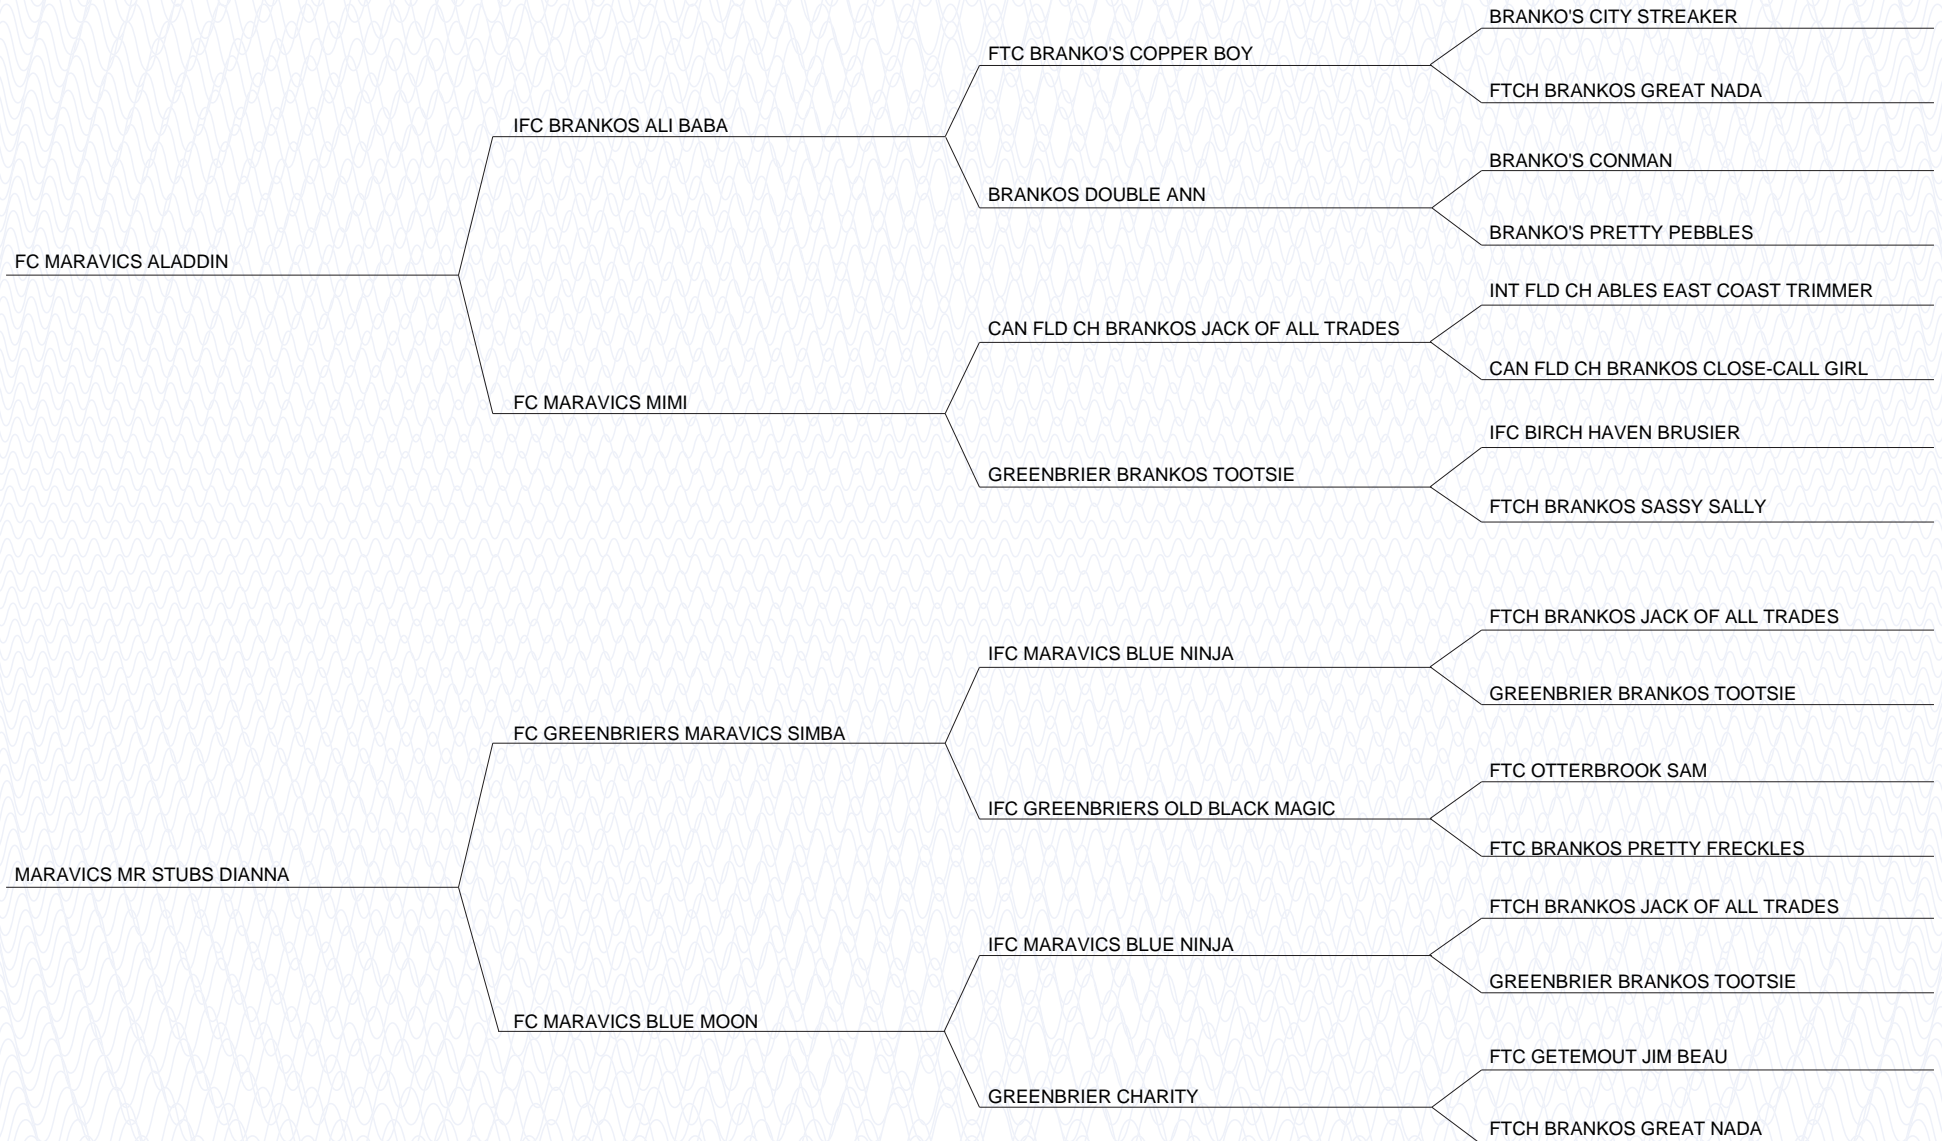 BRANKO'S CITY STREAKER
FTC BRANKO'S COPPER BOY
FTCH BRANKOS GREAT NADA
IFC BRANKOS ALI BABA
BRANKO'S CONMAN
BRANKOS DOUBLE ANN
BRANKO'S PRETTY PEBBLES
FC MARAVICS ALADDIN
INT FLD CH ABLES EAST COAST TRIMMER
CAN FLD CH BRANKOS JACK OF ALL TRADES
CAN FLD CH BRANKOS CLOSE-CALL GIRL
FC MARAVICS MIMI
IFC BIRCH HAVEN BRUSIER
GREENBRIER BRANKOS TOOTSIE
FTCH BRANKOS SASSY SALLY
FTCH BRANKOS JACK OF ALL TRADES
IFC MARAVICS BLUE NINJA
GREENBRIER BRANKOS TOOTSIE
FC GREENBRIERS MARAVICS SIMBA
FTC OTTERBROOK SAM
IFC GREENBRIERS OLD BLACK MAGIC
FTC BRANKOS PRETTY FRECKLES
MARAVICS MR STUBS DIANNA
FTCH BRANKOS JACK OF ALL TRADES
IFC MARAVICS BLUE NINJA
GREENBRIER BRANKOS TOOTSIE
FC MARAVICS BLUE MOON
FTC GETEMOUT JIM BEAU
GREENBRIER CHARITY
FTCH BRANKOS GREAT NADA